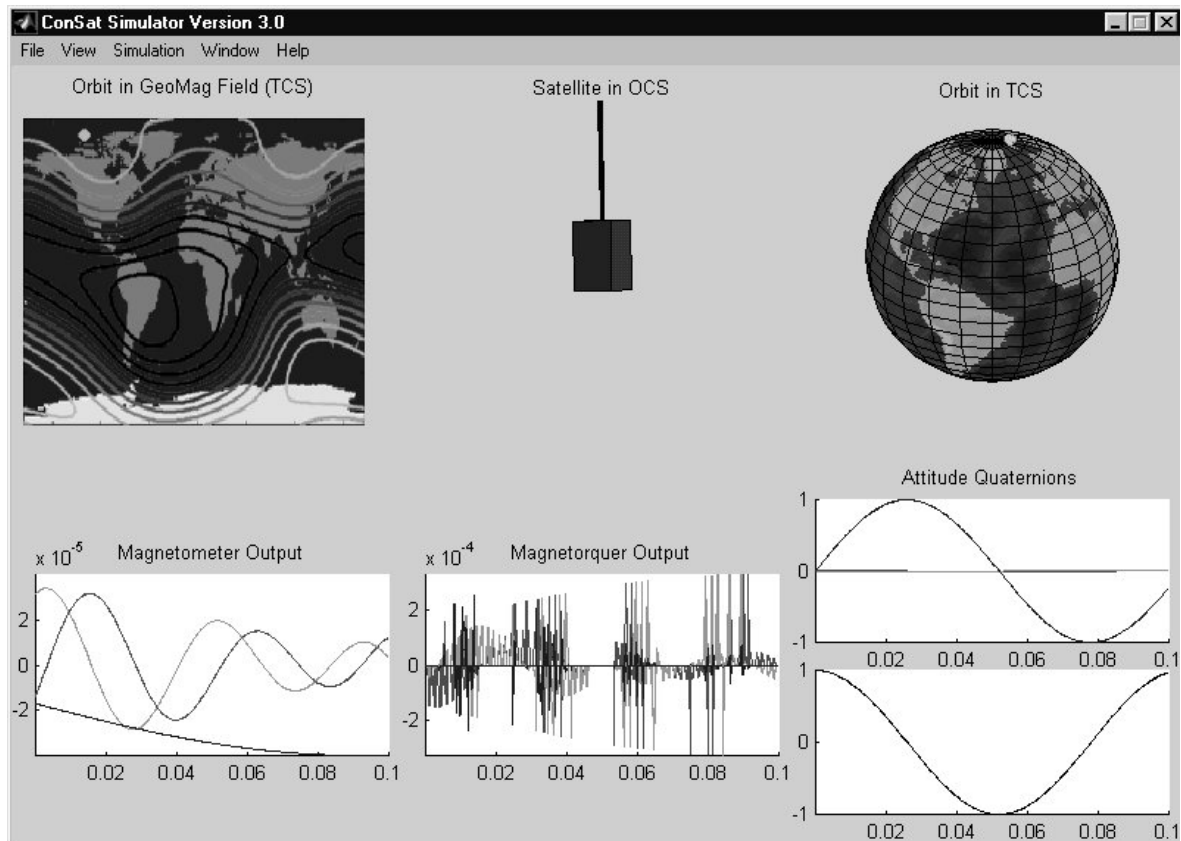 ConSat Simulator Version 3.0
File View Simulation Window Help
Orbit in GeoMag Field (TCS)
Satellite in OCS
Orbit in TCS
Attitude Quaternions
1
0
-1
0.02 0.04 0.06 0.08 0.1
Magnetometer Output
x 10^-5
2
0
-2
0.02 0.04 0.06 0.08 0.1
Magnetorquer Output
x 10^-4
2
0
-2
0.02 0.04 0.06 0.08 0.1
1
0
-1
0.02 0.04 0.06 0.08 0.1